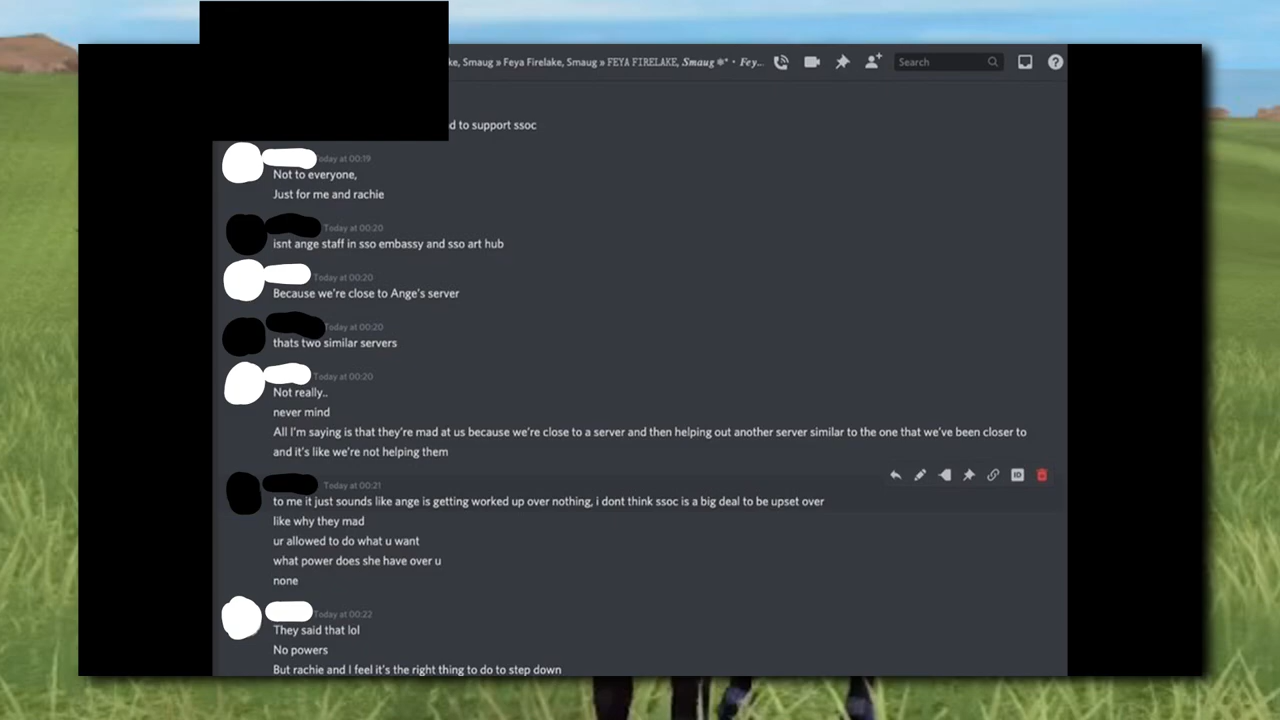 ke, Smaug » Feya Firelake, Smaug » FEYA FIRELAKE, Smaug ❄* • Fey...
Search
d to support ssoc
Today at 00:19
Not to everyone,
Just for me and rachie
Today at 00:20
isnt ange staff in sso embassy and sso art hub
Today at 00:20
Because we're close to Ange's server
Today at 00:20
thats two similar servers
Today at 00:20
Not really..
never mind
All I'm saying is that they're mad at us because we're close to a server and then helping out another server similar to the one that we've been closer to
and it's like we're not helping them
Today at 00:21
to me it just sounds like ange is getting worked up over nothing, i dont think ssoc is a big deal to be upset over
like why they mad
ur allowed to do what u want
what power does she have over u
none
Today at 00:22
They said that lol
No powers
But rachie and I feel it's the right thing to do to step down
ID